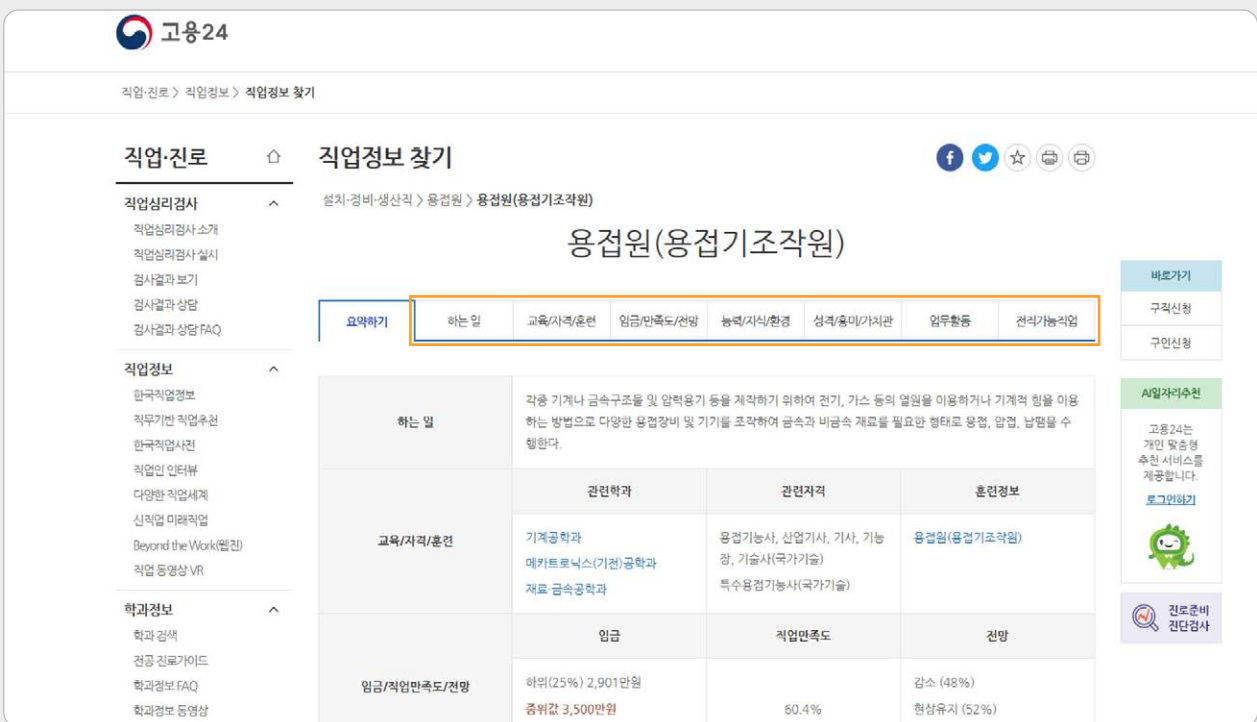 고용24
직업·진로 > 직업정보 > 직업정보 찾기
직업·진로
직업심리검사
직업심리검사 소개
직업심리검사 실시
검사결과 보기
검사결과 상담
검사결과 상담 FAQ
직업정보
한국직업정보
직무기반 직업추천
한국직업사전
직업인 인터뷰
다양한 직업세계
신직업·미래직업
Beyond the Work(웹진)
직업 동영상·VR
학과정보
학과 검색
전공 진로가이드
학과정보 FAQ
학과정보 동영상
직업정보 찾기
설치·정비·생산직 > 용접원 > 용접원(용접기조작원)
용접원(용접기조작원)
요약하기 하는 일 교육/자격/훈련 임금/만족도/전망 능력/지식/환경 성격/흥미/가치관 업무활동 전직가능직업
하는 일
각종 기계나 금속구조물 및 압력용기 등을 제작하기 위하여 전기, 가스 등의 열원을 이용하거나 기계적 힘을 이용
하는 방법으로 다양한 용접장비 및 기기를 조작하여 금속과 비금속 재료를 필요한 형태로 융접, 압접, 납땜을 수
행한다.
교육/자격/훈련
관련학과 관련자격 훈련정보
기계공학과
메카트로닉스(기전)공학과
재료·금속공학과
용접기능사, 산업기사, 기사, 기능
장, 기술사(국가기술)
특수용접기능사(국가기술)
용접원(용접기조작원)
임금/직업만족도/전망
임금 직업만족도 전망
하위(25%) 2,901만원
중위값 3,500만원
60.4%
감소 (48%)
현상유지 (52%)
바로가기
구직신청
구인신청
AI일자리추천
고용24는
개인 맞춤형
추천 서비스를
제공합니다.
로그인하기
진로준비
진단검사